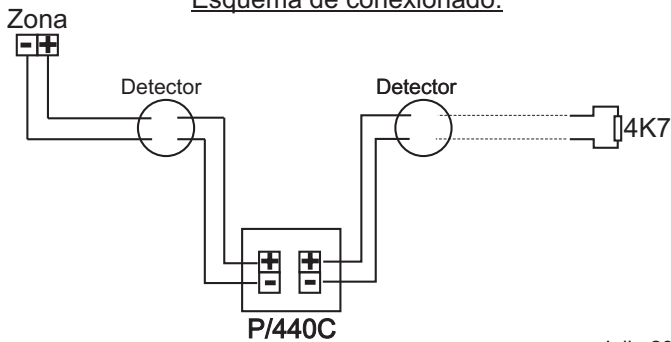 Esquema de conexionado:
Zona
- +
Detector Detector
4K7
+ +
- -
P/440C